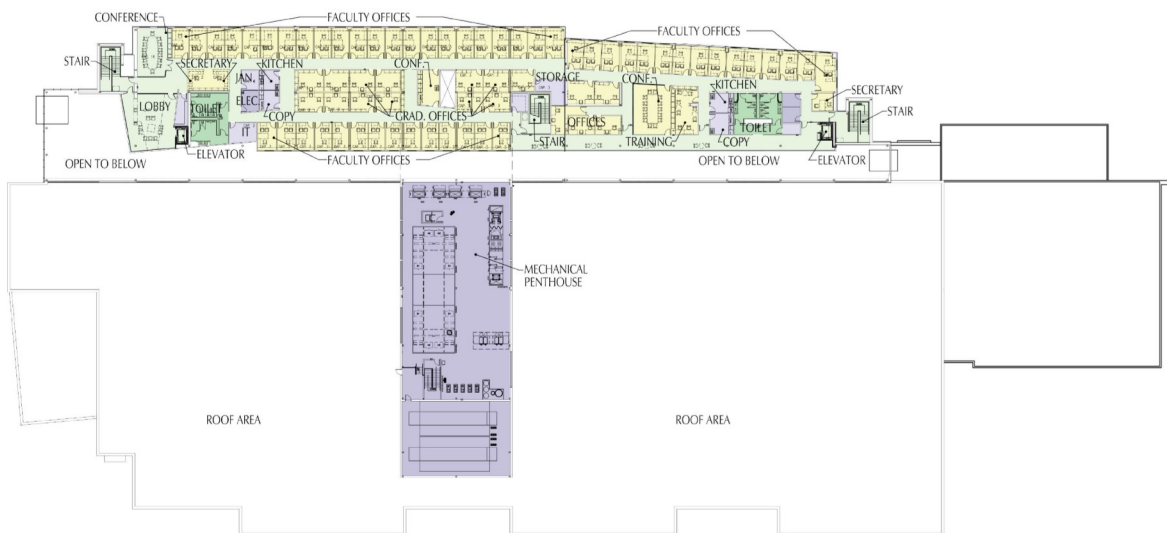 CONFERENCE
FACULTY OFFICES
FACULTY OFFICES
STAIR
SECRETARY
KITCHEN
JAN.
CONF.
STORAGE
CONF.
KITCHEN
SECRETARY
LOBBY
TOILET
ELEC
COPY
GRAD. OFFICES
OFFICES
STAIR
IT
STAIR
TRAINING
COPY
TOILET
ELEVATOR
FACULTY OFFICES
OPEN TO BELOW
OPEN TO BELOW
ELEVATOR
MECHANICAL
PENTHOUSE
ROOF AREA
ROOF AREA